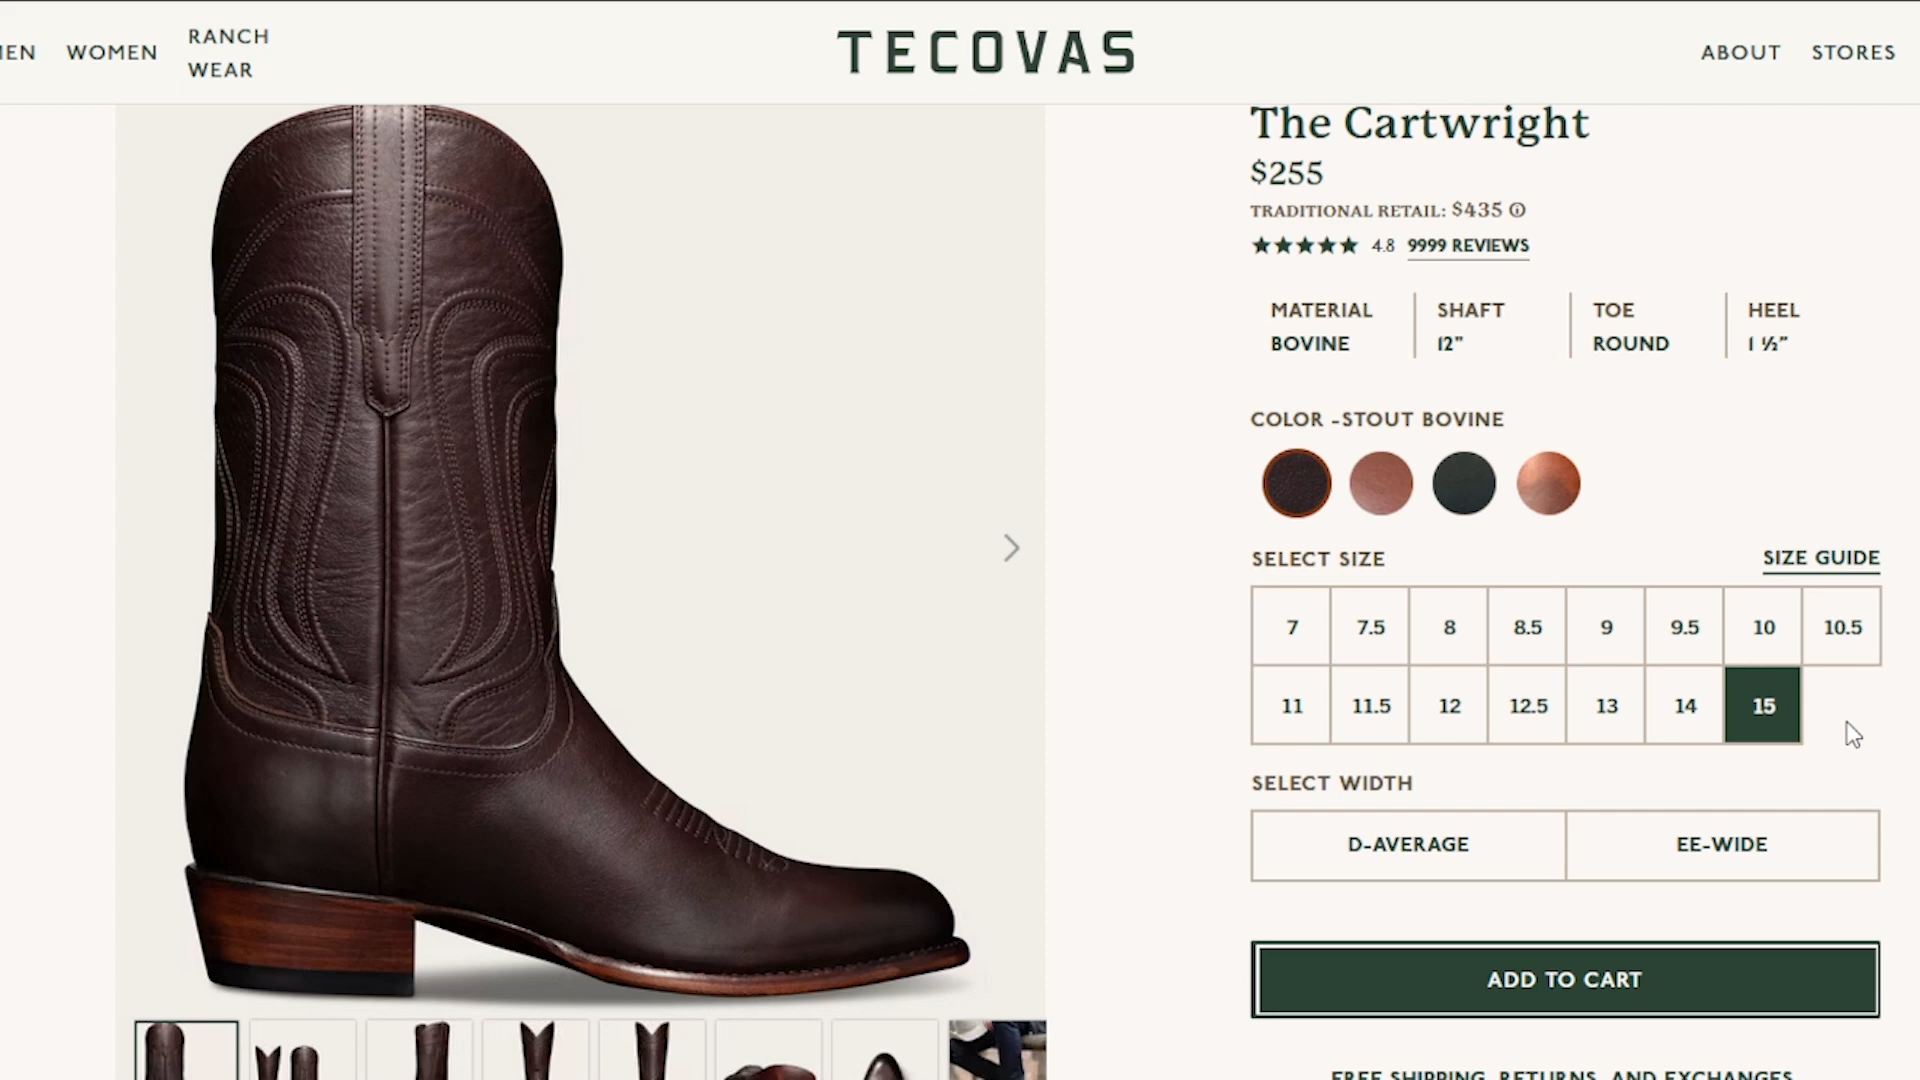 MEN
WOMEN
RANCH
WEAR
TECOVAS
ABOUT
STORES
The Cartwright
$255
TRADITIONAL RETAIL: $435
4.8
9999 REVIEWS
MATERIAL
BOVINE
SHAFT
12"
TOE
ROUND
HEEL
1 ½"
COLOR -STOUT BOVINE
SELECT SIZE
SIZE GUIDE
7 7.5 8 8.5 9 9.5 10 10.5
11 11.5 12 12.5 13 14 15
SELECT WIDTH
D-AVERAGE
EE-WIDE
ADD TO CART
FREE SHIPPING, RETURNS, AND EXCHANGES